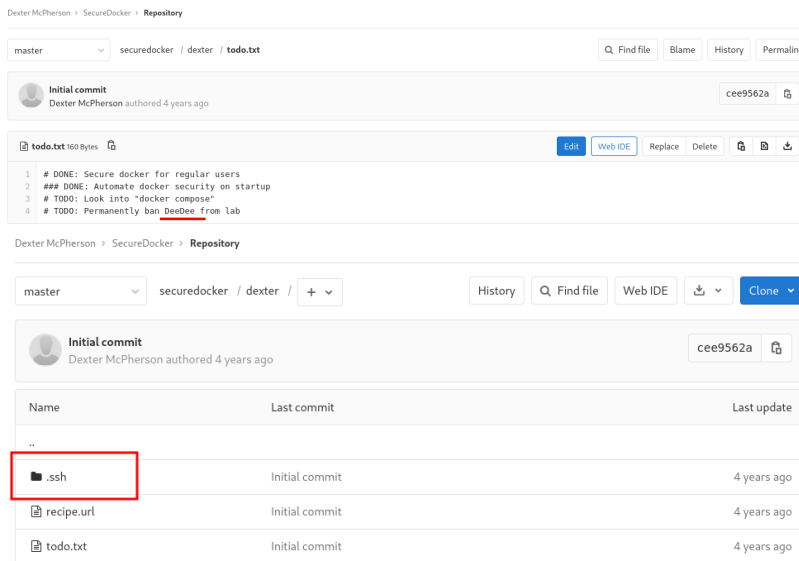 Dexter McPherson > SecureDocker > Repository
master securedocker / dexter / todo.txt Find file Blame History Permalin
Initial commit
Dexter McPherson authored 4 years ago cee9562a
todo.txt 160 Bytes Edit Web IDE Replace Delete
1 # DONE: Secure docker for regular users
2 ### DONE: Automate docker security on startup
3 # TODO: Look into "docker compose"
4 # TODO: Permanently ban DeeDee from lab
Dexter McPherson > SecureDocker > Repository
master securedocker / dexter / + History Find file Web IDE Clone
Initial commit
Dexter McPherson authored 4 years ago cee9562a
Name Last commit Last update
..
.ssh Initial commit 4 years ago
recipe.url Initial commit 4 years ago
todo.txt Initial commit 4 years ago